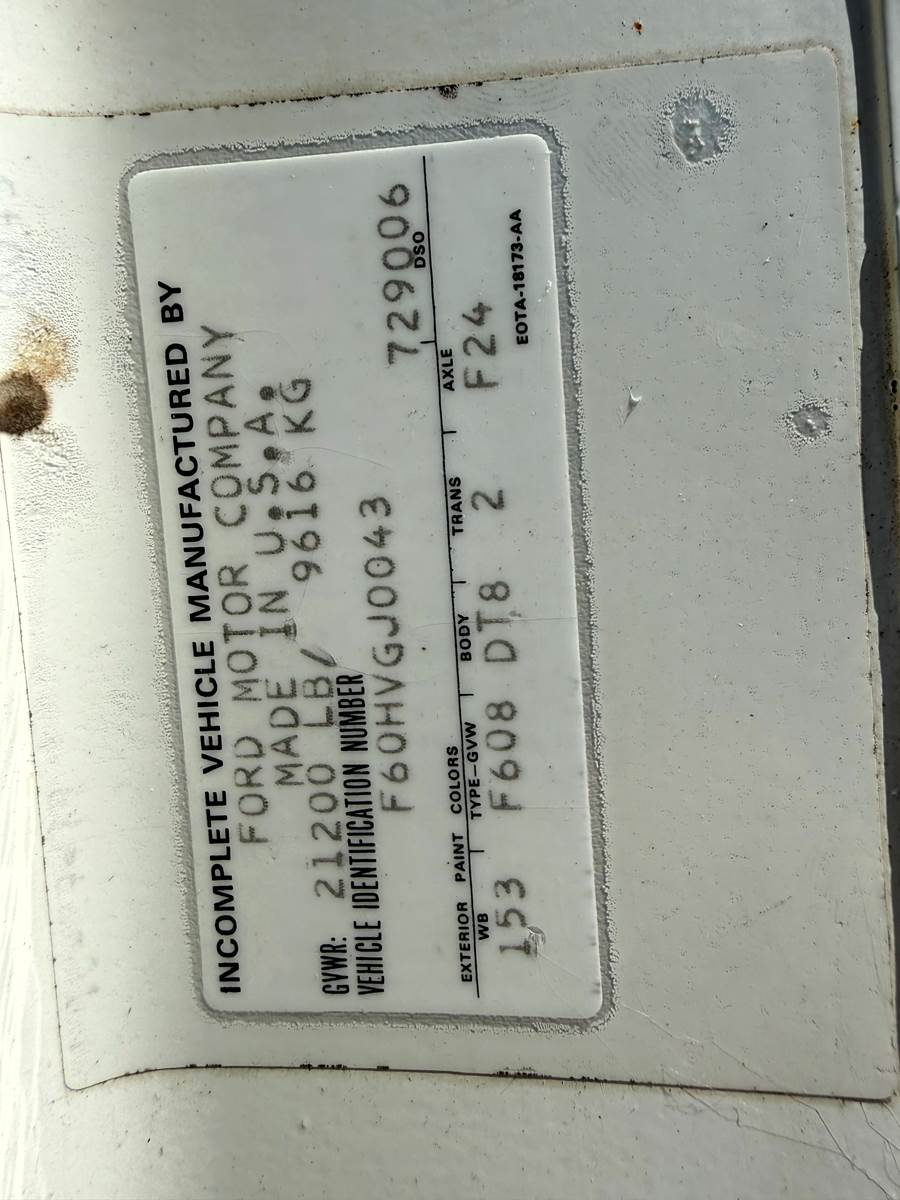 INCOMPLETE VEHICLE MANUFACTURED BY
FORD MOTOR COMPANY
MADE IN U.S.A.
GVWR: 21200 LB/ 9616 KG
VEHICLE IDENTIFICATION NUMBER
F60HVGJ0043 729006
EXTERIOR PAINT COLORS DSO
WB TYPE-GVW BODY TRANS AXLE
153 F608 DT8 2 F24
EOTA-18173-AA